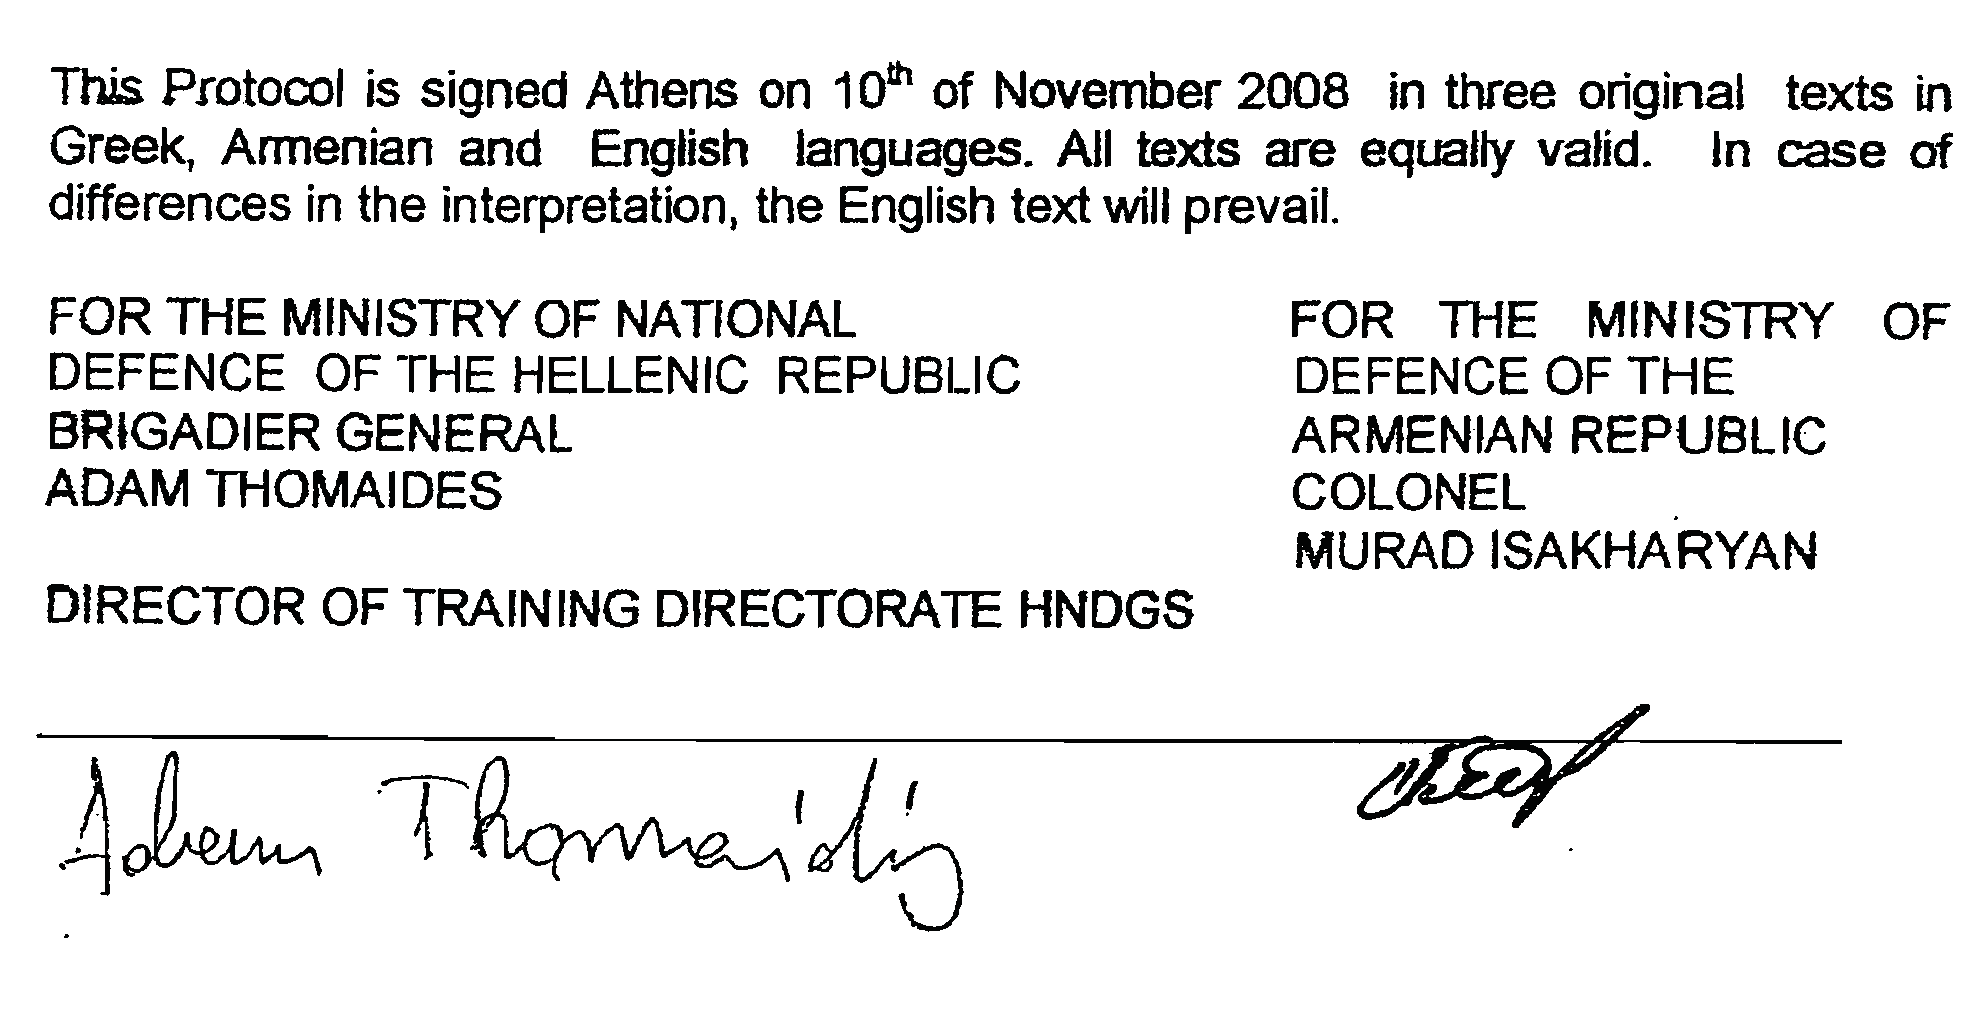 This Protocol is signed Athens on 10th of November 2008 in three original texts in
Greek, Armenian and English languages. All texts are equally valid. In case of
differences in the interpretation, the English text will prevail.
FOR THE MINISTRY OF NATIONAL
DEFENCE OF THE HELLENIC REPUBLIC
BRIGADIER GENERAL
ADAM THOMAIDES
DIRECTOR OF TRAINING DIRECTORATE HNDGS
FOR THE MINISTRY OF
DEFENCE OF THE
ARMENIAN REPUBLIC
COLONEL
MURAD ISAKHARYAN
Adam Thomaidis